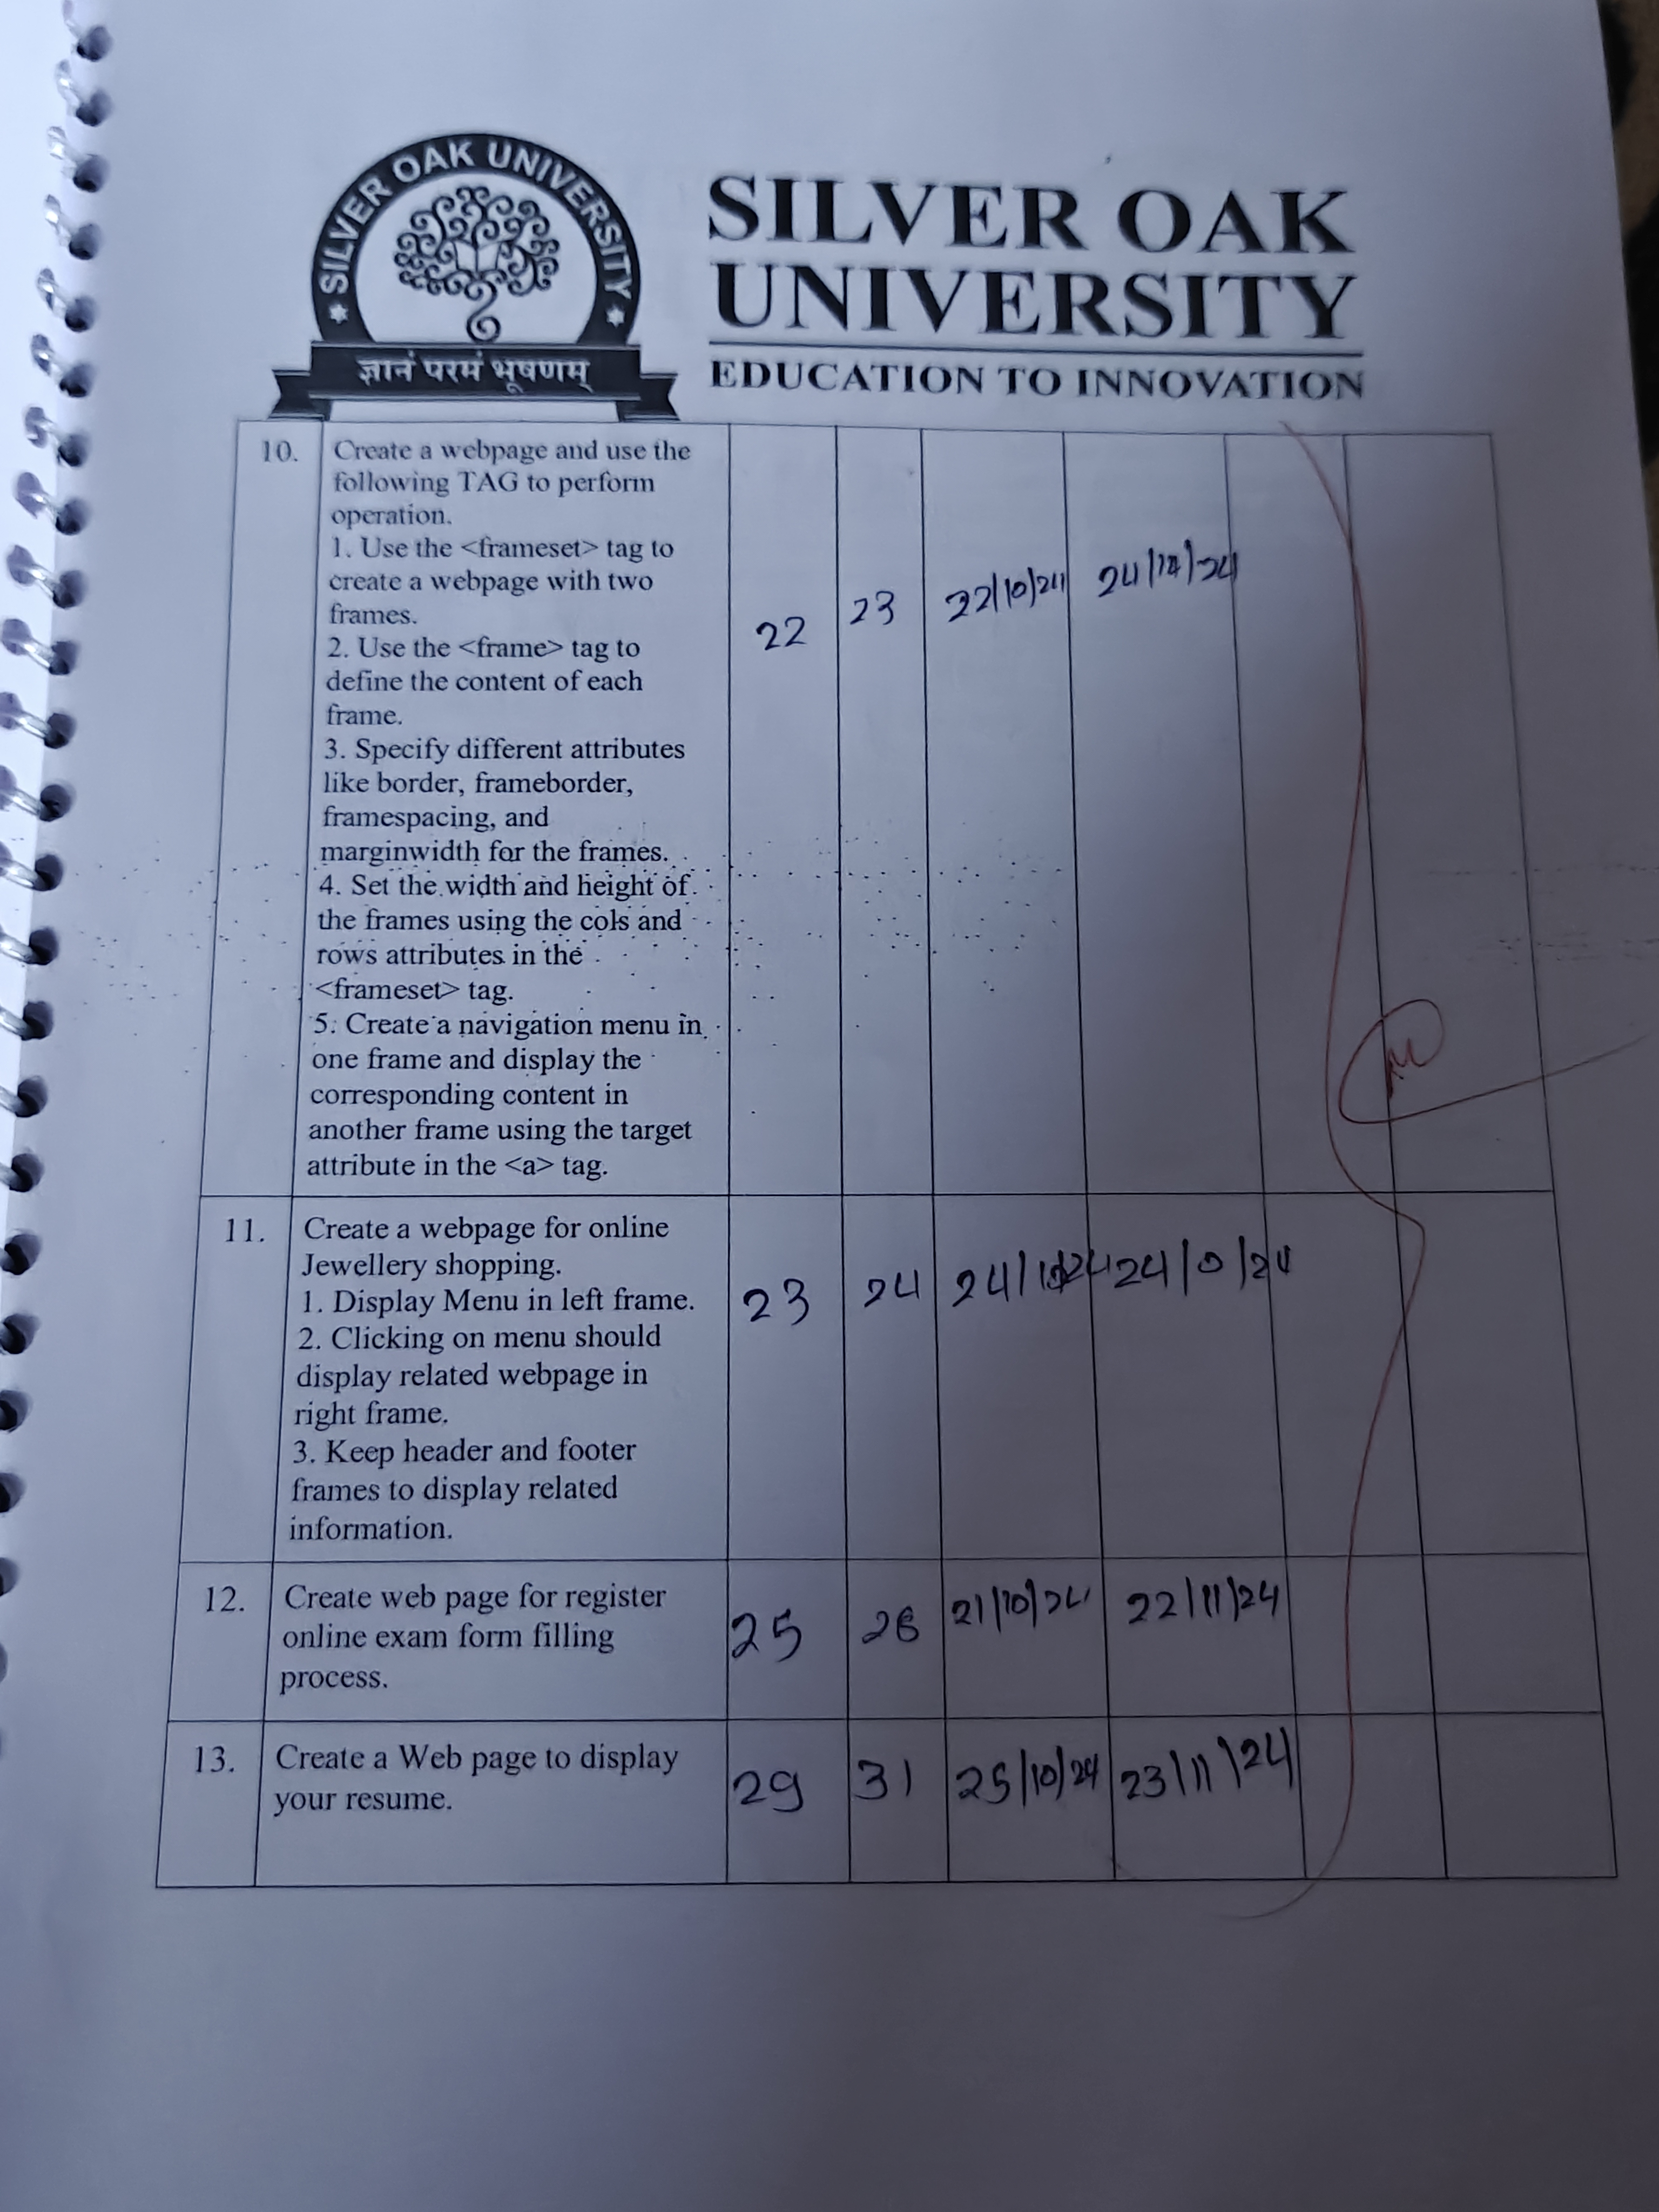 SILVER OAK UNIVERSITY
ज्ञानं परमं भूषणम्
SILVER OAK
UNIVERSITY
EDUCATION TO INNOVATION
10.
Create a webpage and use the
following TAG to perform
operation.
1. Use the <frameset> tag to
create a webpage with two
frames.
2. Use the <frame> tag to
define the content of each
frame.
3. Specify different attributes
like border, frameborder,
framespacing, and
marginwidth for the frames.
4. Set the width and height of
the frames using the cols and
rows attributes in the
<frameset> tag.
5. Create a navigation menu in
one frame and display the
corresponding content in
another frame using the target
attribute in the <a> tag.
22 23 22/10/24
11.
Create a webpage for online
Jewellery shopping.
1. Display Menu in left frame.
2. Clicking on menu should
display related webpage in
right frame.
3. Keep header and footer
frames to display related
information.
23 24
12.
Create web page for register
online exam form filling
process.
25 26 21/10/24 22/11/24
13.
Create a Web page to display
your resume.
29 31 25/10/24 23/11/24